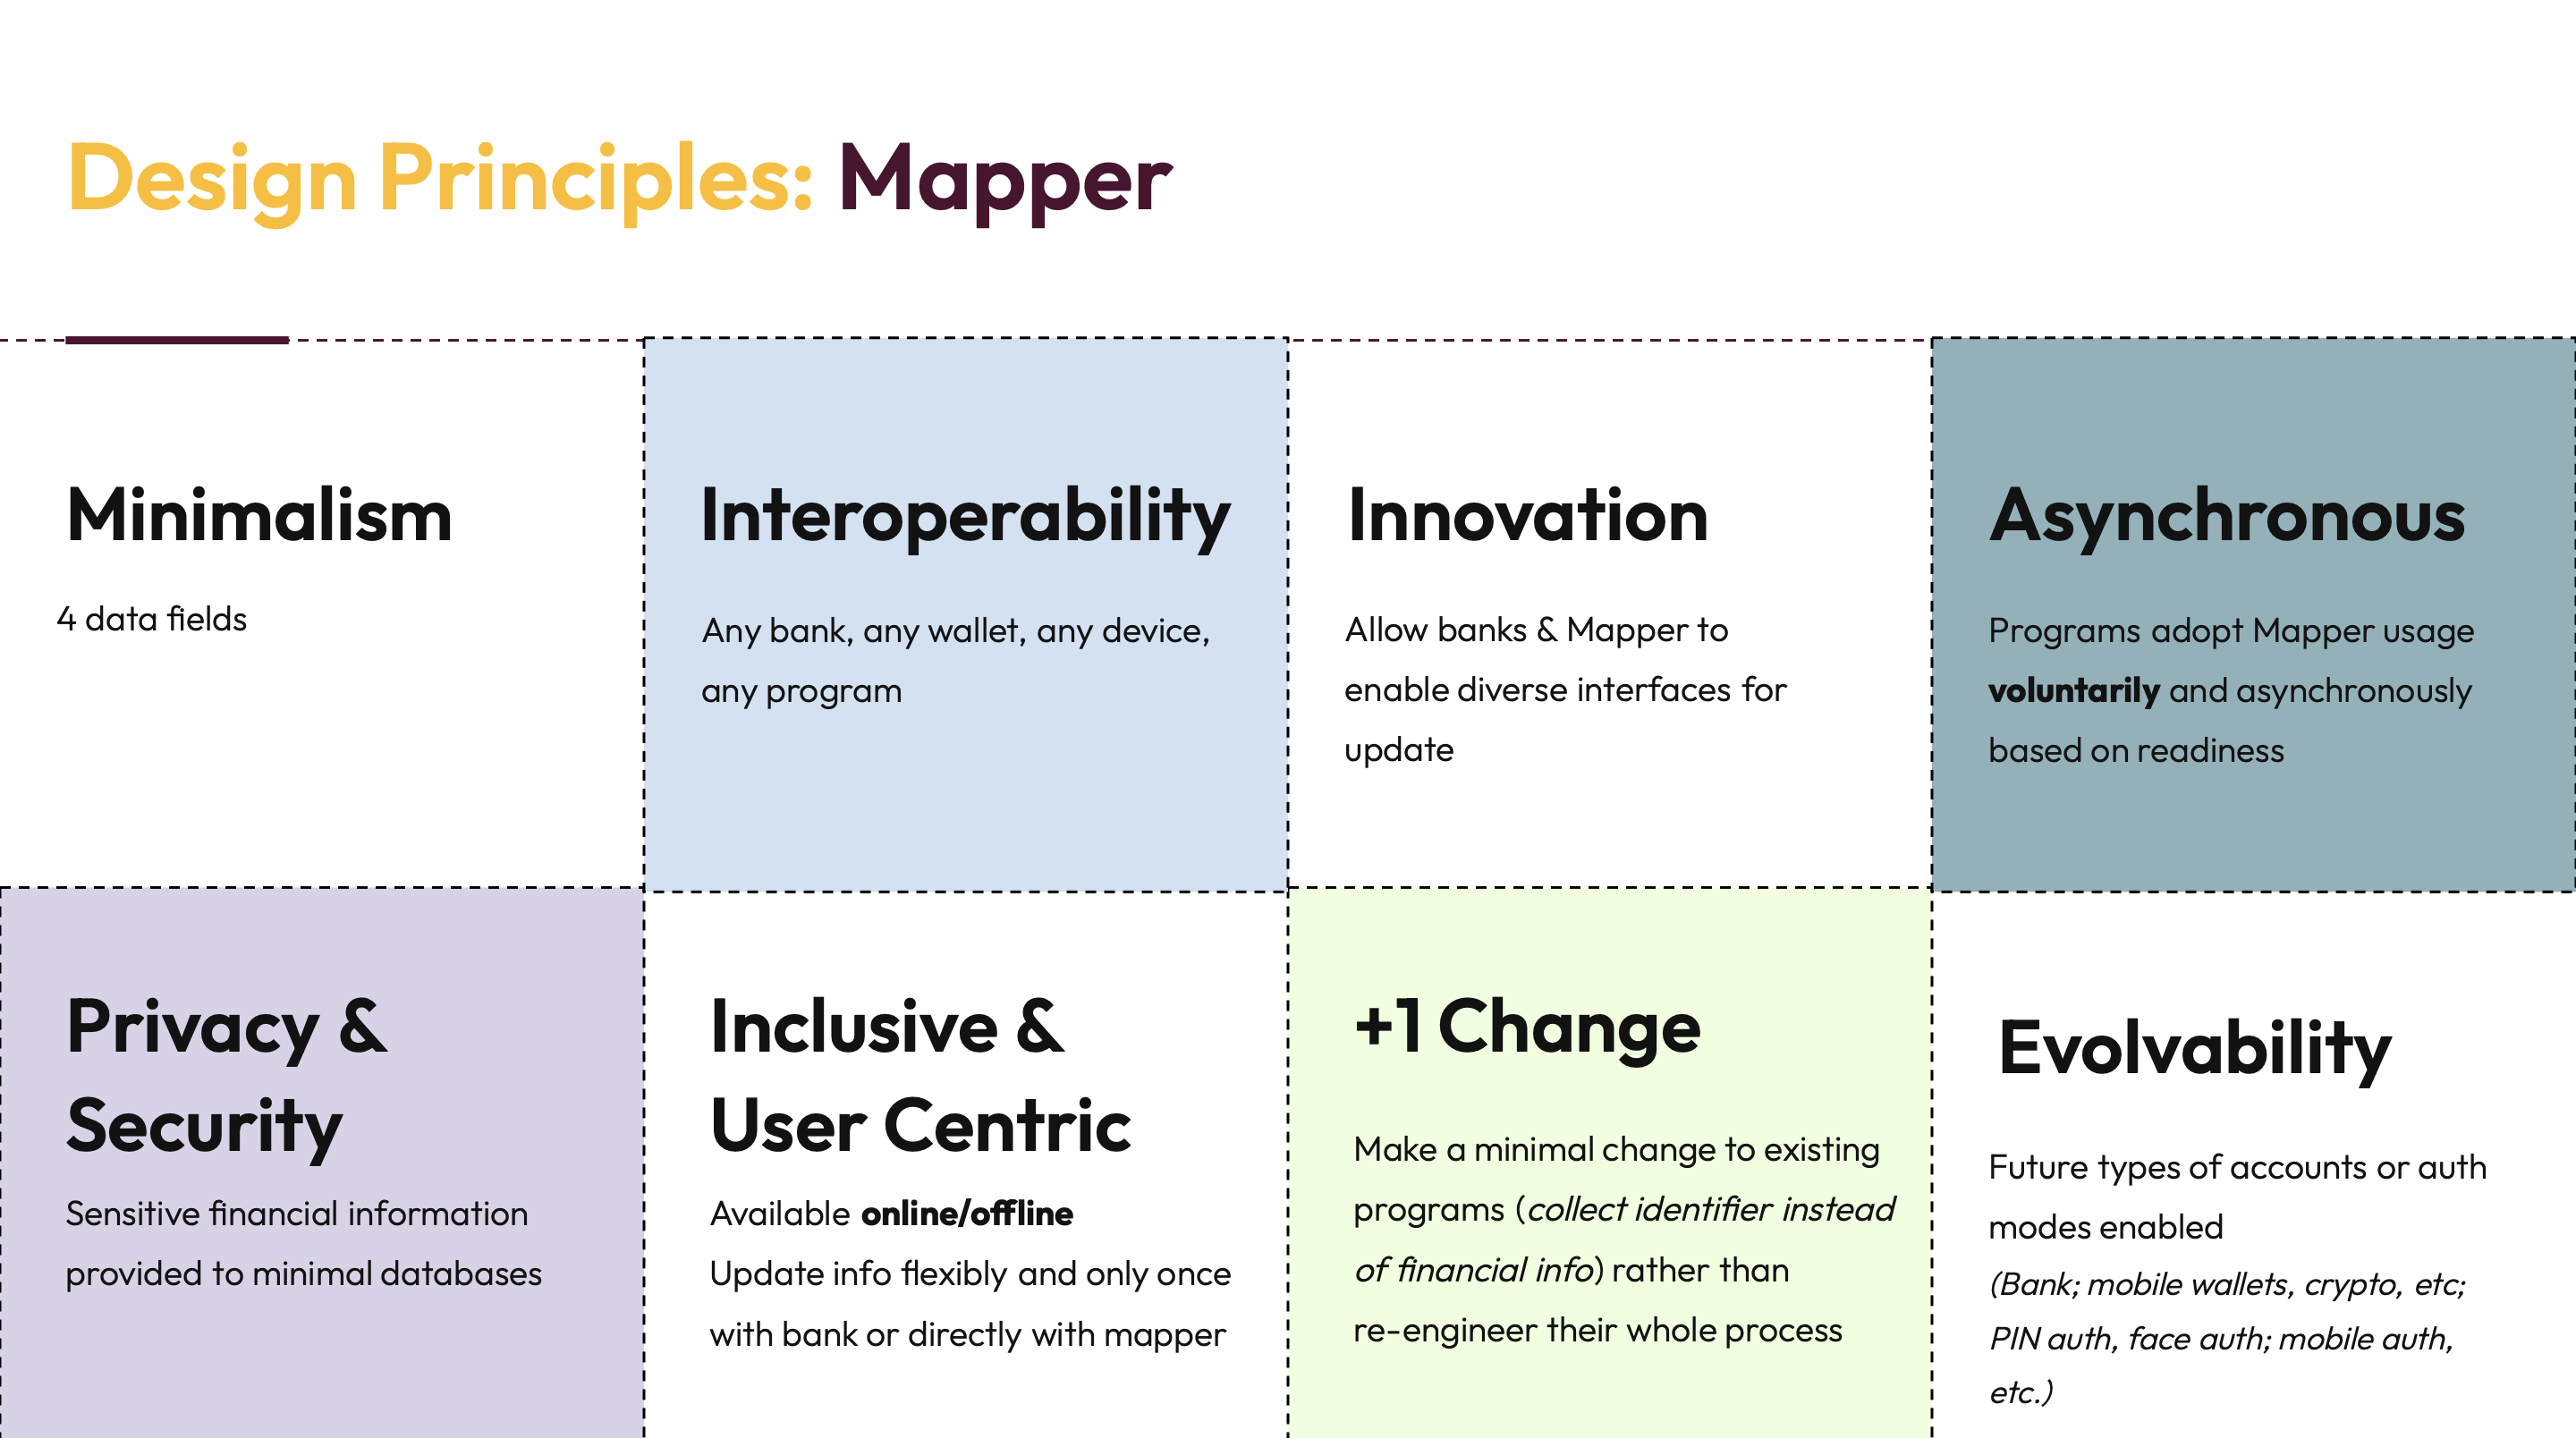 Design Principles: Mapper
Minimalism
4 data fields
Interoperability
Any bank, any wallet, any device,
any program
Innovation
Allow banks & Mapper to
enable diverse interfaces for
update
Asynchronous
Programs adopt Mapper usage
voluntarily and asynchronously
based on readiness
Privacy &
Security
Sensitive financial information
provided to minimal databases
Inclusive &
User Centric
Available online/offline
Update info flexibly and only once
with bank or directly with mapper
+1 Change
Make a minimal change to existing
programs (collect identifier instead
of financial info) rather than
re-engineer their whole process
Evolvability
Future types of accounts or auth
modes enabled
(Bank; mobile wallets, crypto, etc;
PIN auth, face auth; mobile auth,
etc.)